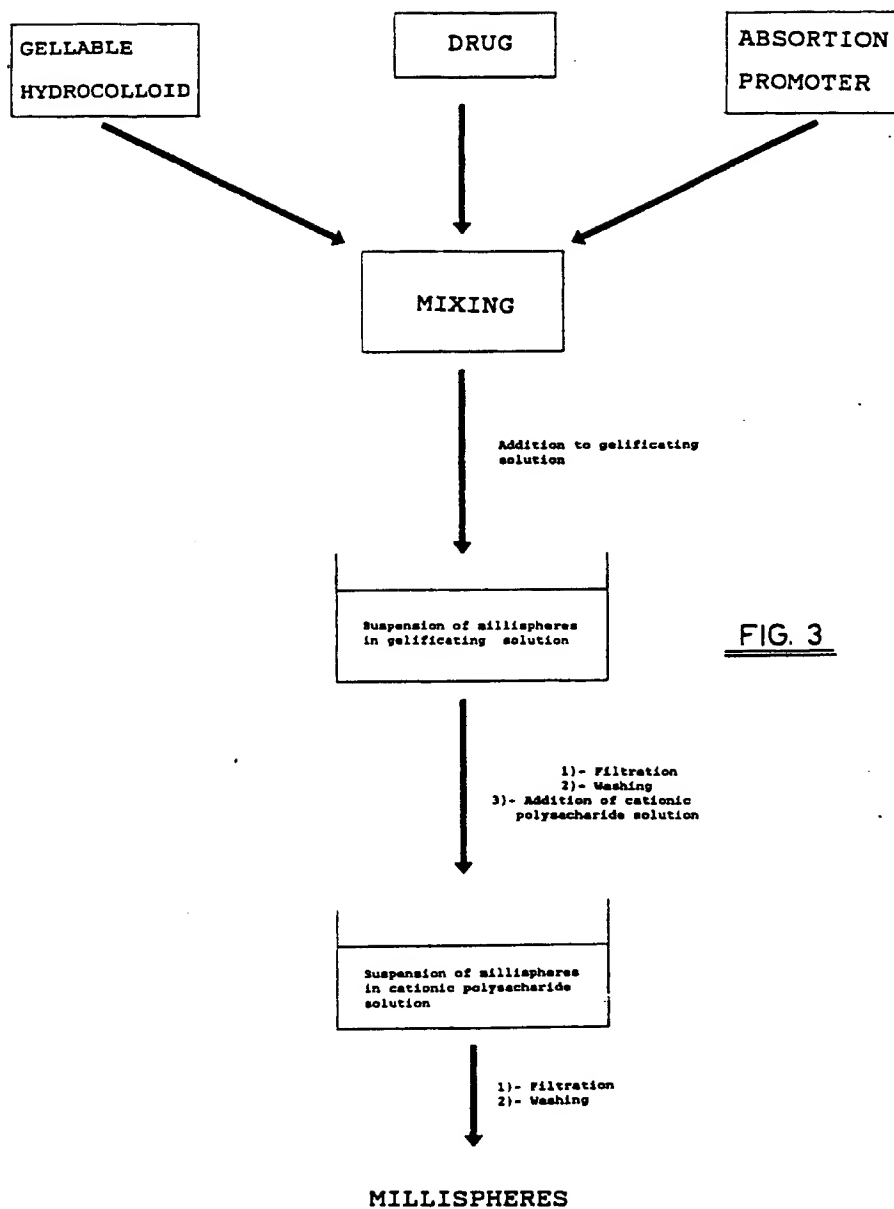 GELLABLE
HYDROCOLLOID
DRUG
ABSORTION
PROMOTER
MIXING
Addition to gelificating
solution
Suspension of millispheres
in gelificating solution
FIG. 3
1)- Filtration
2)- Washing
3)- Addition of cationic
polysacharide solution
Suspension of millispheres
in cationic polysacharide
solution
1)- Filtration
2)- Washing
MILLISPHERES